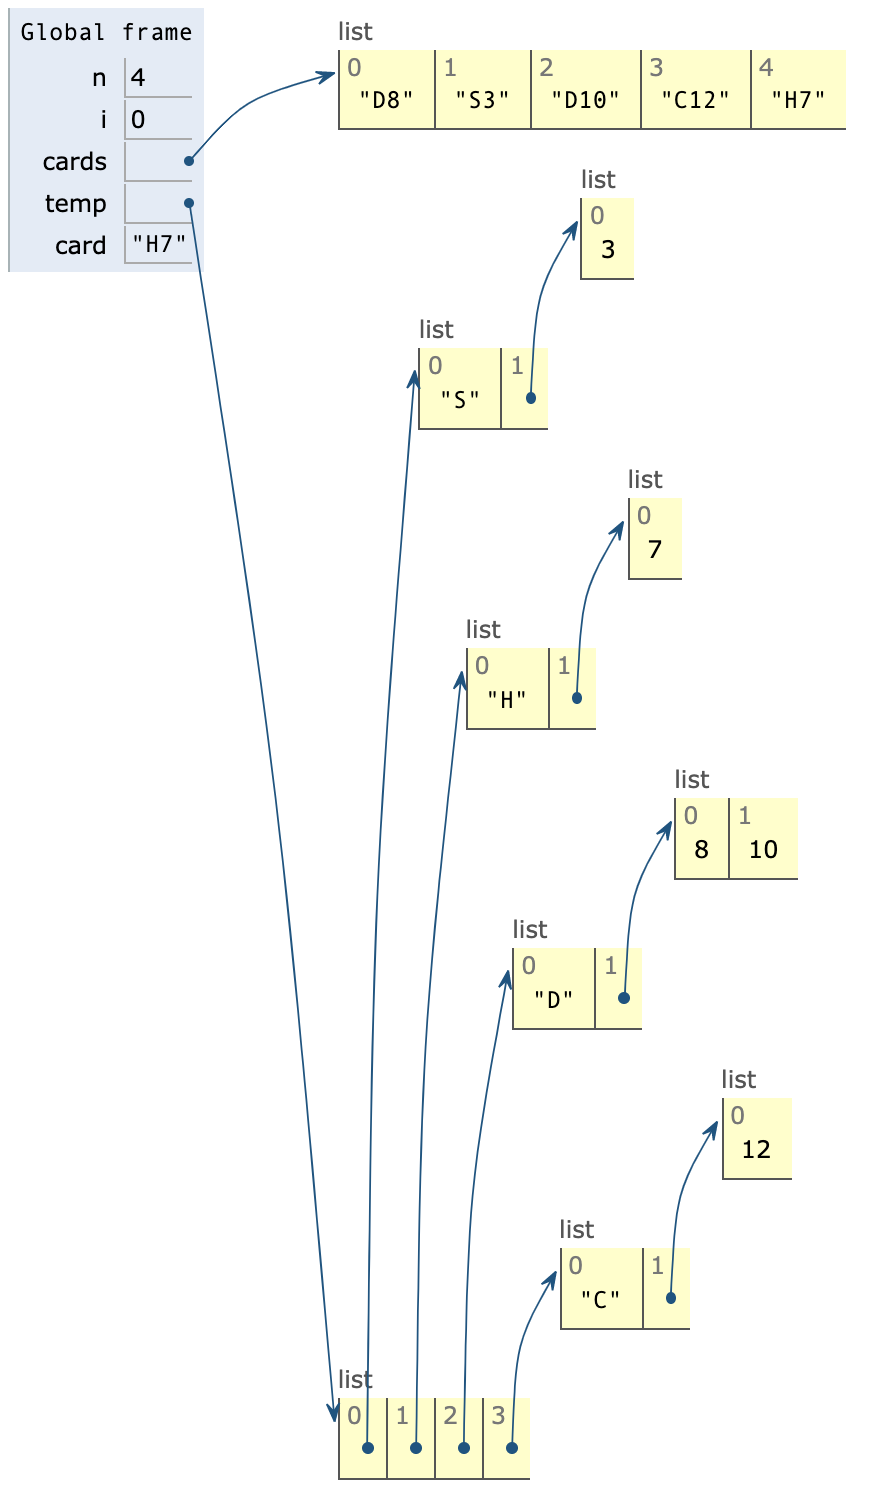 Global frame
n 4
i 0
cards
temp
card "H7"
list
0 1 2 3 4
"D8" "S3" "D10" "C12" "H7"
list
0
3
list
0 1
"S"
list
0
7
list
0 1
"H"
list
0 1
8 10
list
0 1
"D"
list
0
12
list
0 1
"C"
list
0 1 2 3